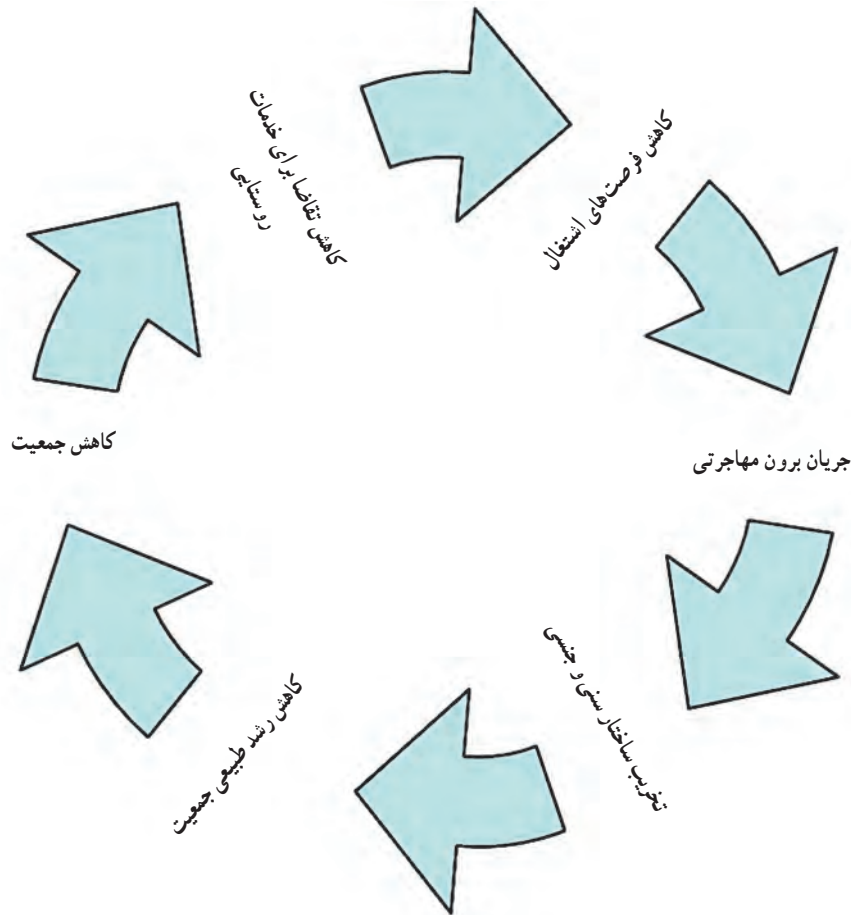 کاهش تقاضا برای خدمات
روستایی
کاهش فرصت‌های اشتغال
جریان برون مهاجرتی
تخریب ساختار سنی و جنسی
کاهش رشد طبیعی جمعیت
کاهش جمعیت